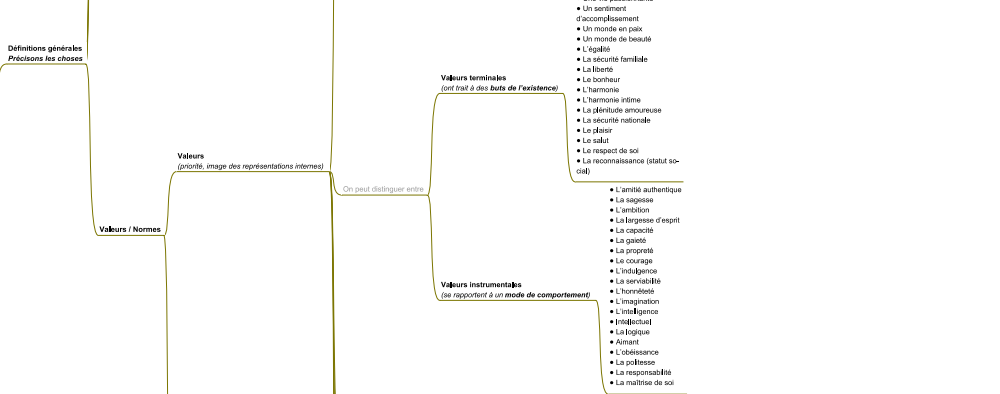 Définitions générales
Précisons les choses
Valeurs / Normes
Valeurs
(priorité, image des représentations internes)
On peut distinguer entre
Valeurs terminales
(ont trait à des buts de l'existence)
• Un sentiment
d'accomplissement
• Un monde en paix
• Un monde de beauté
• L'égalité
• La sécurité familiale
• La liberté
• Le bonheur
• L'harmonie
• L'harmonie intime
• La plénitude amoureuse
• La sécurité nationale
• Le plaisir
• Le salut
• Le respect de soi
• La reconnaissance (statut so-
cial)
Valeurs instrumentales
(se rapportent à un mode de comportement)
• L'amitié authentique
• La sagesse
• L'ambition
• La largesse d'esprit
• La capacité
• La gaieté
• La propreté
• Le courage
• L'indulgence
• La serviabilité
• L'honnêteté
• L'imagination
• L'intelligence
• Intellectuel
• La logique
• Aimant
• L'obéissance
• La politesse
• La responsabilité
• La maîtrise de soi